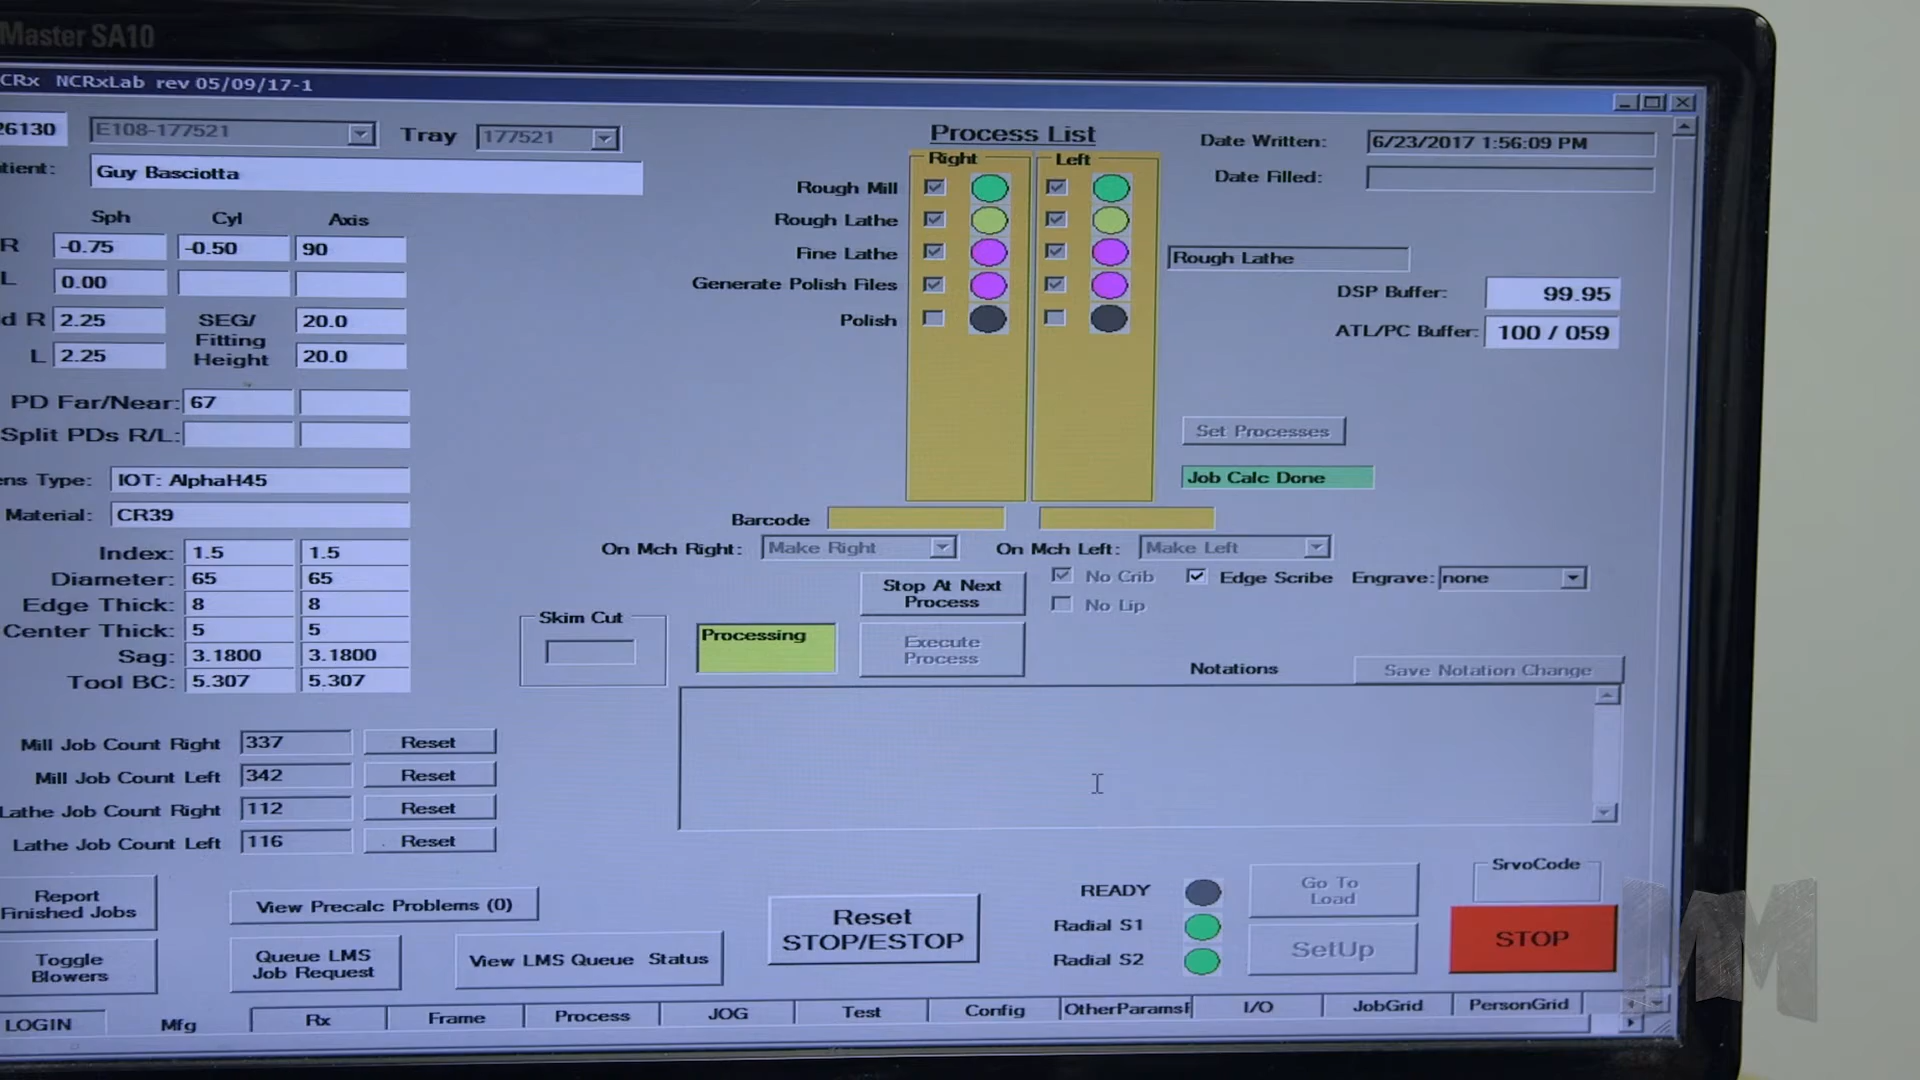 Master SA10
CRx NCRxLab rev 05/09/17-1
26130 E108-177521 Tray 177521
tient: Guy Basciotta
Sph Cyl Axis
R -0.75 -0.50 90
L 0.00
d R 2.25 SEG/ Fitting Height 20.0
L 2.25 20.0
PD Far/Near: 67
Split PDs R/L:
ens Type: IOT: AlphaH45
Material: CR39
Index: 1.5 1.5
Diameter: 65 65
Edge Thick: 8 8
Center Thick: 5 5
Sag: 3.1800 3.1800
Tool BC: 5.307 5.307
Mill Job Count Right 337 Reset
Mill Job Count Left 342 Reset
Lathe Job Count Right 112 Reset
Lathe Job Count Left 116 Reset
Process List
Right Left
Rough Mill
Rough Lathe
Fine Lathe
Generate Polish Files
Polish
Date Written: 6/23/2017 1:56:09 PM
Date Filled:
Rough Lathe
DSP Buffer: 99.95
ATL/PC Buffer: 100 / 059
Set Processes
Job Calc Done
Barcode
On Mch Right: Make Right On Mch Left: Make Left
Stop At Next
Process
No Crib Edge Scribe Engrave: none
No Lip
Skim Cut
Processing
Execute
Process
Notations Save Notation Change
Report
Finished Jobs
View Precalc Problems (0)
Toggle
Blowers
Queue LMS
Job Request
View LMS Queue Status
Reset
STOP/ESTOP
READY
Radial S1
Radial S2
Go To
Load
SetUp
SrvoCode
STOP
LOGIN Mfg Rx Frame Process JOG Test Config OtherParamsF I/O JobGrid PersonGrid